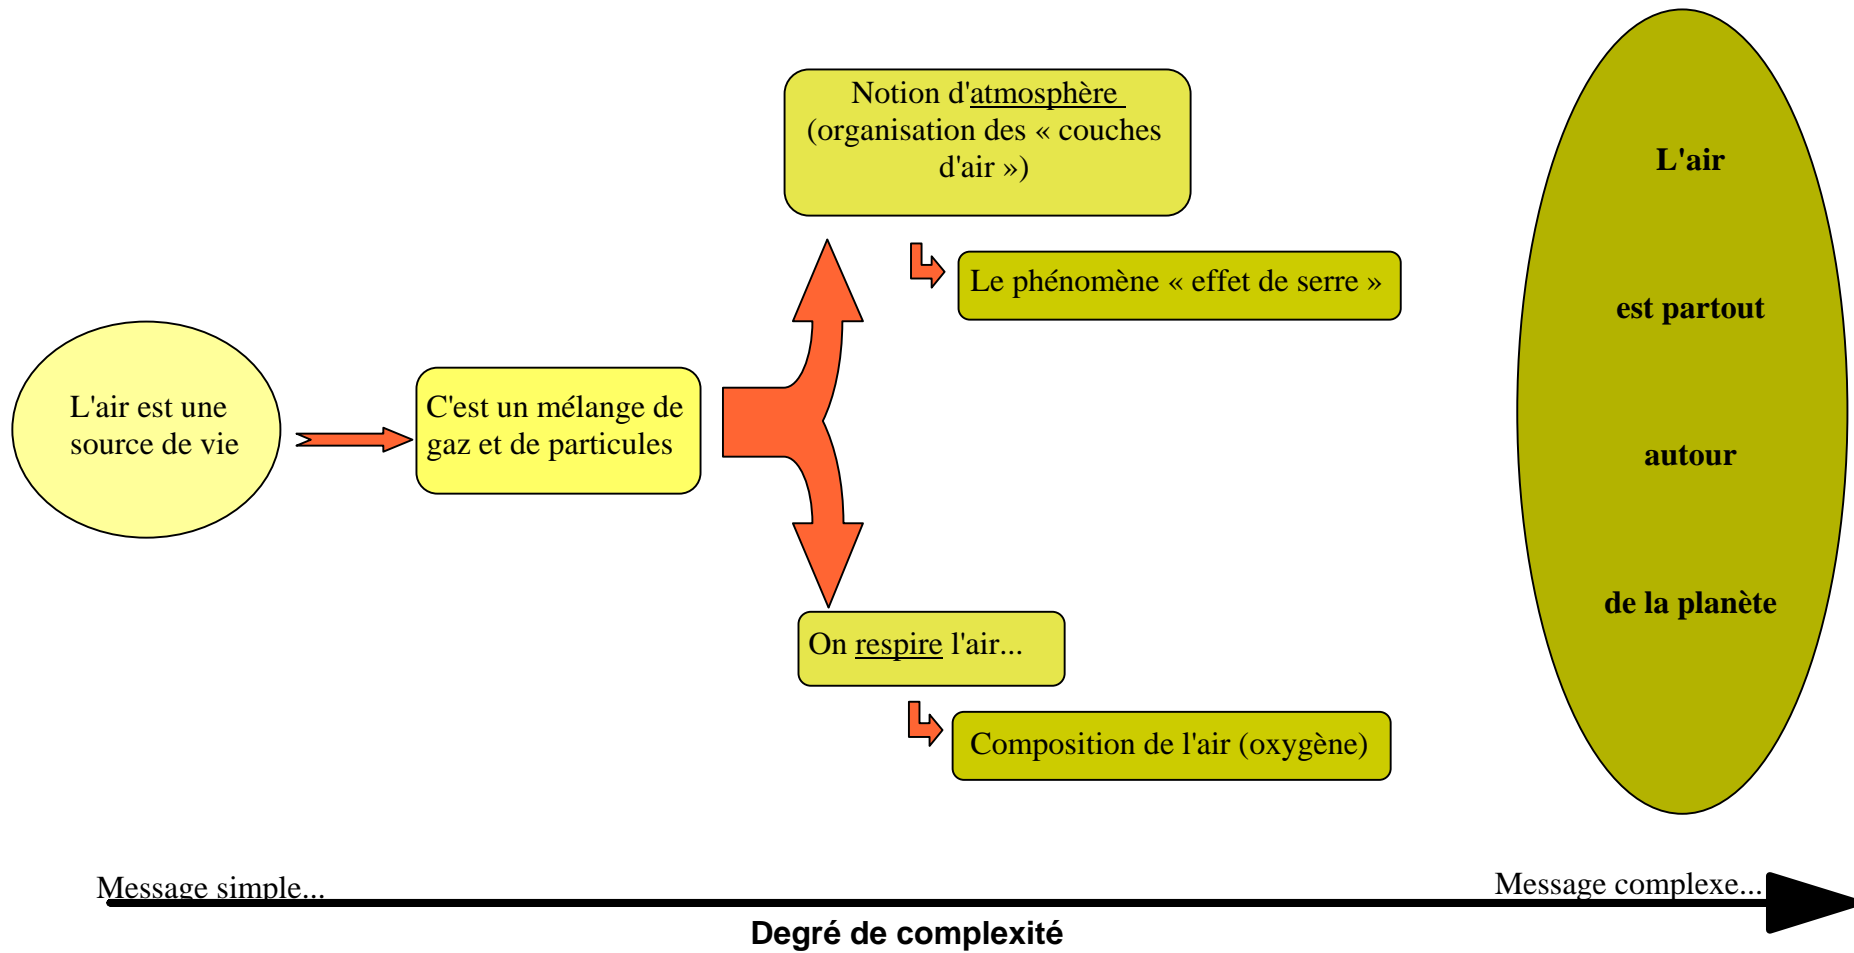 L'air est une
source de vie
C'est un mélange de
gaz et de particules
Notion d'atmosphère
(organisation des « couches
d'air »)
Le phénomène « effet de serre »
On respire l'air...
Composition de l'air (oxygène)
L'air
est partout
autour
de la planète
Message simple...
Message complexe...
Degré de complexité